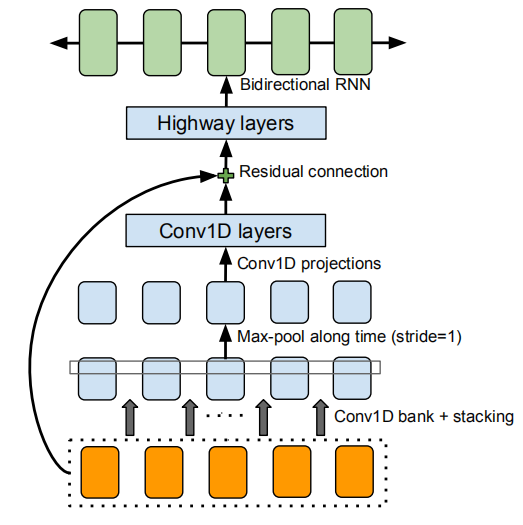 Bidirectional RNN
Highway layers
Residual connection
Conv1D layers
Conv1D projections
Max-pool along time (stride=1)
Conv1D bank + stacking